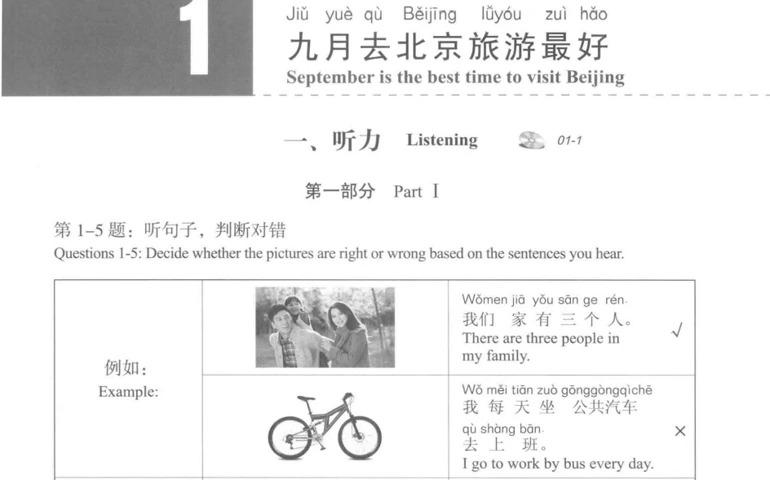 1
Jiǔ yuè qù Běijīng lǚyóu zuì hǎo
九月去北京旅游最好
September is the best time to visit Beijing
一、听力 Listening 01-1
第一部分 Part I
第 1-5 题：听句子，判断对错
Questions 1-5: Decide whether the pictures are right or wrong based on the sentences you hear.
例如：
Example:
Wǒmen jiā yǒu sān ge rén.
我们 家 有 三 个 人。
There are three people in
my family.
√
Wǒ měi tiān zuò gōnggòngqìchē
我 每 天 坐 公共汽车
qù shàng bān.
去 上 班。
I go to work by bus every day.
×